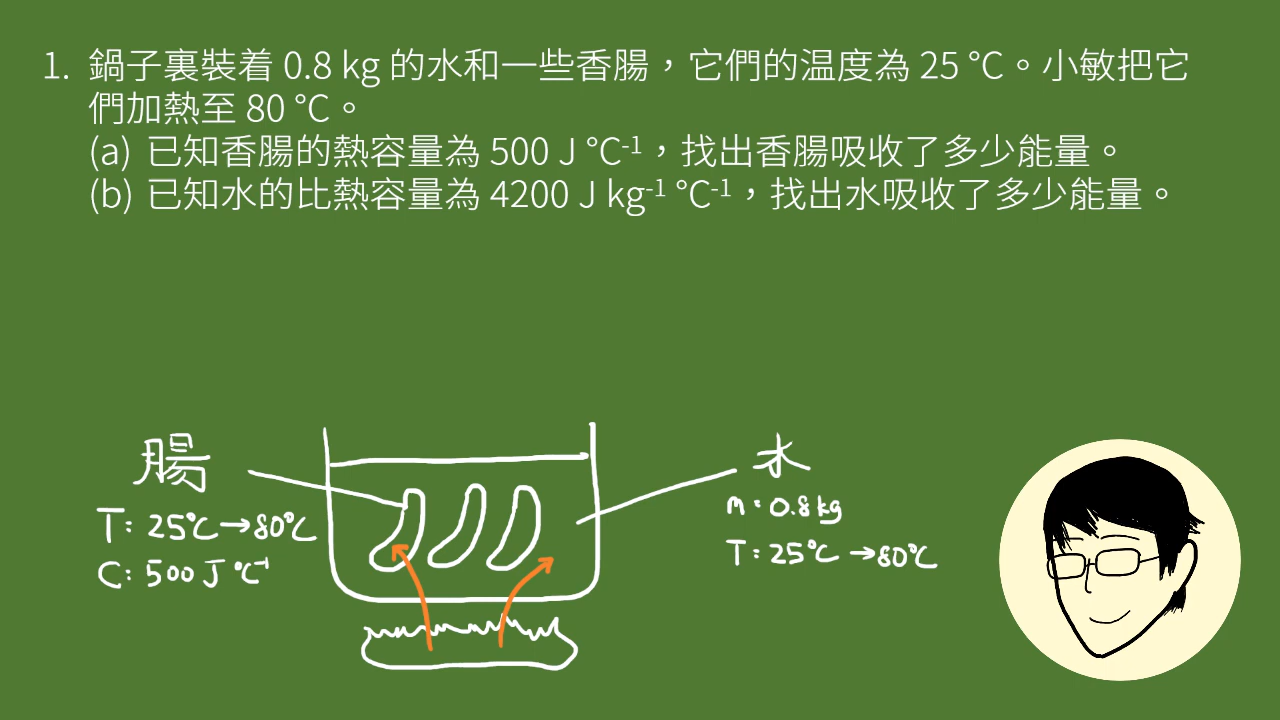 1. 鍋子裏裝着 0.8 kg 的水和一些香腸，它們的温度為 25 °C。小敏把它
們加熱至 80 °C。
(a) 已知香腸的熱容量為 500 J °C⁻¹，找出香腸吸收了多少能量。
(b) 已知水的比熱容量為 4200 J kg⁻¹ °C⁻¹，找出水吸收了多少能量。
腸
T: 25°C→80°C
C: 500 J °C⁻¹
水
m: 0.8 kg
T: 25°C →80°C